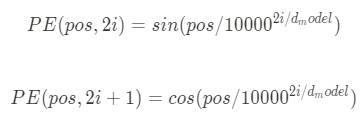 PE(pos, 2i) = sin(pos/10000^{2i/d_model})
PE(pos, 2i + 1) = cos(pos/10000^{2i/d_model})